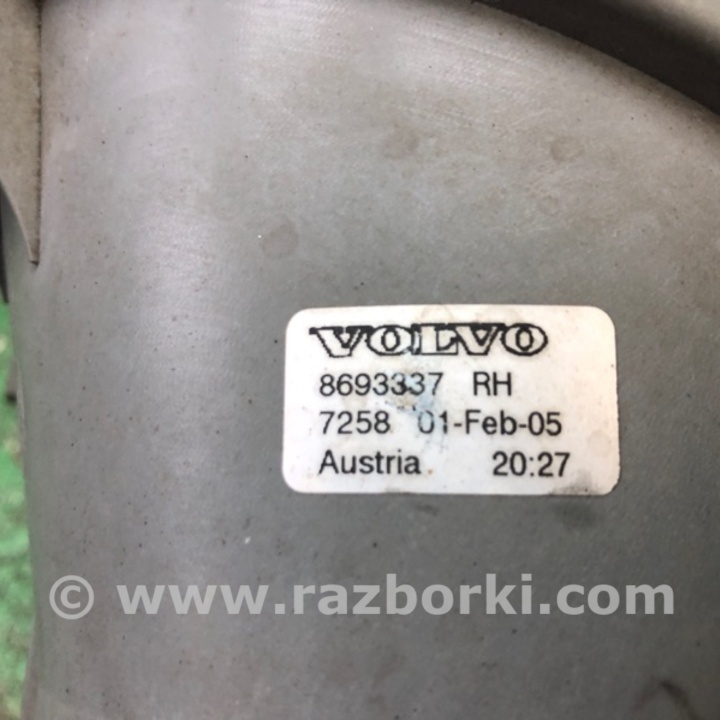 VOLVO
8693337 RH
7258 01-Feb-05
Austria 20:27
© www.razborki.com